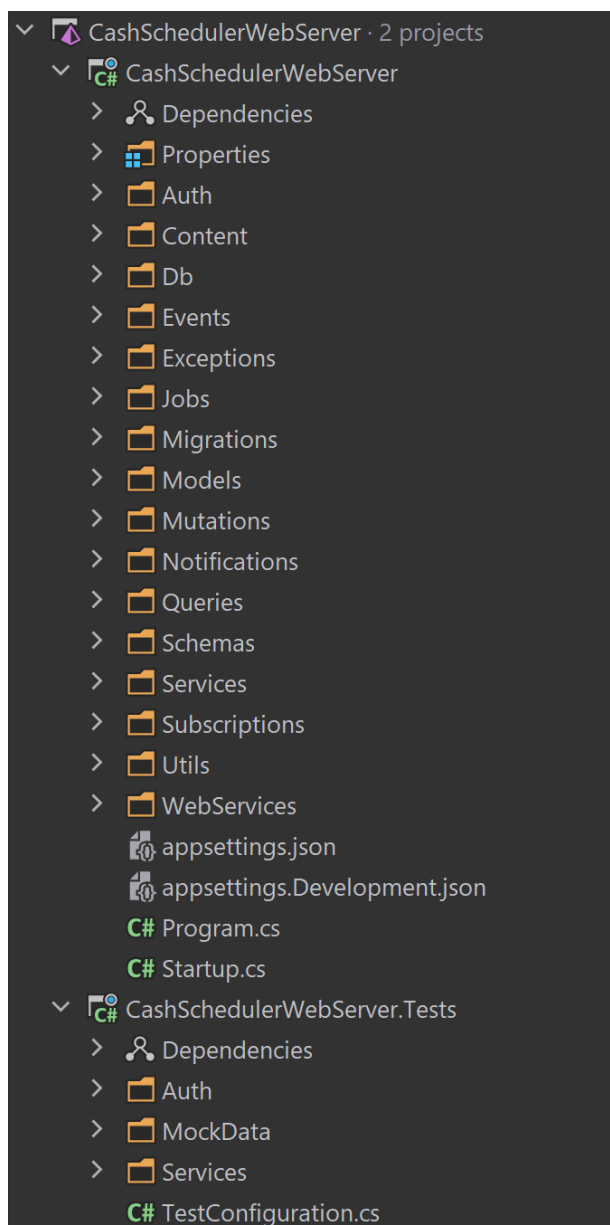 CashSchedulerWebServer · 2 projects
C# CashSchedulerWebServer
Dependencies
Properties
Auth
Content
Db
Events
Exceptions
Jobs
Migrations
Models
Mutations
Notifications
Queries
Schemas
Services
Subscriptions
Utils
WebServices
appsettings.json
appsettings.Development.json
C# Program.cs
C# Startup.cs
C# CashSchedulerWebServer.Tests
Dependencies
Auth
MockData
Services
C# TestConfiguration.cs